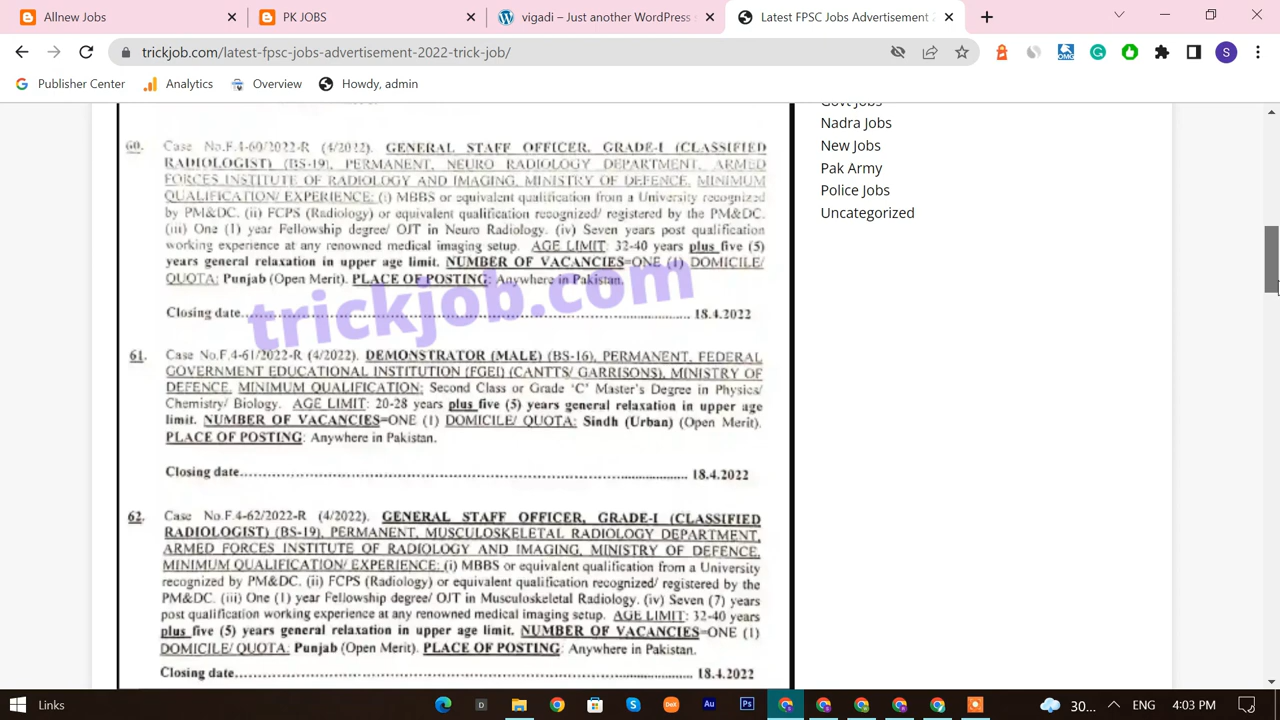 Allnew Jobs
PK JOBS
vigadi – Just another WordPress s
Latest FPSC Jobs Advertisement 2
trickjob.com/latest-fpsc-jobs-advertisement-2022-trick-job/
S
Publisher Center
Analytics
Overview
Howdy, admin
60. Case No.F.4-60/2022-R (4/2022). GENERAL STAFF OFFICER, GRADE-I (CLASSIFIED
RADIOLOGIST) (BS-19), PERMANENT, NEURO RADIOLOGY DEPARTMENT, ARMED
FORCES INSTITUTE OF RADIOLOGY AND IMAGING, MINISTRY OF DEFENCE. MINIMUM
QUALIFICATION/ EXPERIENCE: (i) MBBS or equivalent qualification from a University recognized
by PM&DC. (ii) FCPS (Radiology) or equivalent qualification recognized/ registered by the PM&DC.
(iii) One (1) year Fellowship degree/ OJT in Neuro Radiology. (iv) Seven years post qualification
working experience at any renowned medical imaging setup. AGE LIMIT: 32-40 years plus five (5)
years general relaxation in upper age limit. NUMBER OF VACANCIES=ONE (1) DOMICILE/
QUOTA: Punjab (Open Merit). PLACE OF POSTING: Anywhere in Pakistan.
trickjob.com
Closing date........................................................................ 18.4.2022
61. Case No.F.4-61/2022-R (4/2022). DEMONSTRATOR (MALE) (BS-16), PERMANENT, FEDERAL
GOVERNMENT EDUCATIONAL INSTITUTION (FGEI) (CANTTS/ GARRISONS), MINISTRY OF
DEFENCE. MINIMUM QUALIFICATION: Second Class or Grade 'C' Master's Degree in Physics/
Chemistry/ Biology. AGE LIMIT: 20-28 years plus five (5) years general relaxation in upper age
limit. NUMBER OF VACANCIES=ONE (1) DOMICILE/ QUOTA: Sindh (Urban) (Open Merit).
PLACE OF POSTING: Anywhere in Pakistan.
Closing date........................................................................ 18.4.2022
62. Case No.F.4-62/2022-R (4/2022). GENERAL STAFF OFFICER, GRADE-I (CLASSIFIED
RADIOLOGIST) (BS-19), PERMANENT, MUSCULOSKELETAL RADIOLOGY DEPARTMENT,
ARMED FORCES INSTITUTE OF RADIOLOGY AND IMAGING, MINISTRY OF DEFENCE.
MINIMUM QUALIFICATION/ EXPERIENCE: (i) MBBS or equivalent qualification from a University
recognized by PM&DC. (ii) FCPS (Radiology) or equivalent qualification recognized/ registered by the
PM&DC. (iii) One (1) year Fellowship degree/ OJT in Musculoskeletal Radiology. (iv) Seven (7) years
post qualification working experience at any renowned medical imaging setup. AGE LIMIT: 32-40 years
plus five (5) years general relaxation in upper age limit. NUMBER OF VACANCIES=ONE (1)
DOMICILE/ QUOTA: Punjab (Open Merit). PLACE OF POSTING: Anywhere in Pakistan.
Closing date........................................................................ 18.4.2022
Govt Jobs
Nadra Jobs
New Jobs
Pak Army
Police Jobs
Uncategorized
Links
30...
ENG
4:03 PM